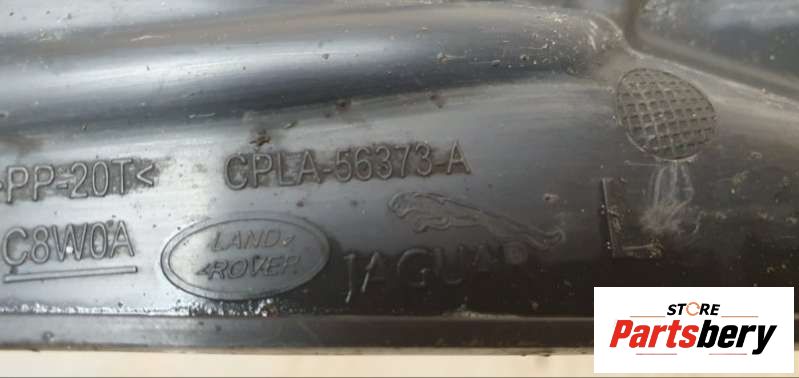 >PP-20T< CPLA-56373-A
C8W0A LAND
ROVER
JAGUAR
L
STORE
Partsbery